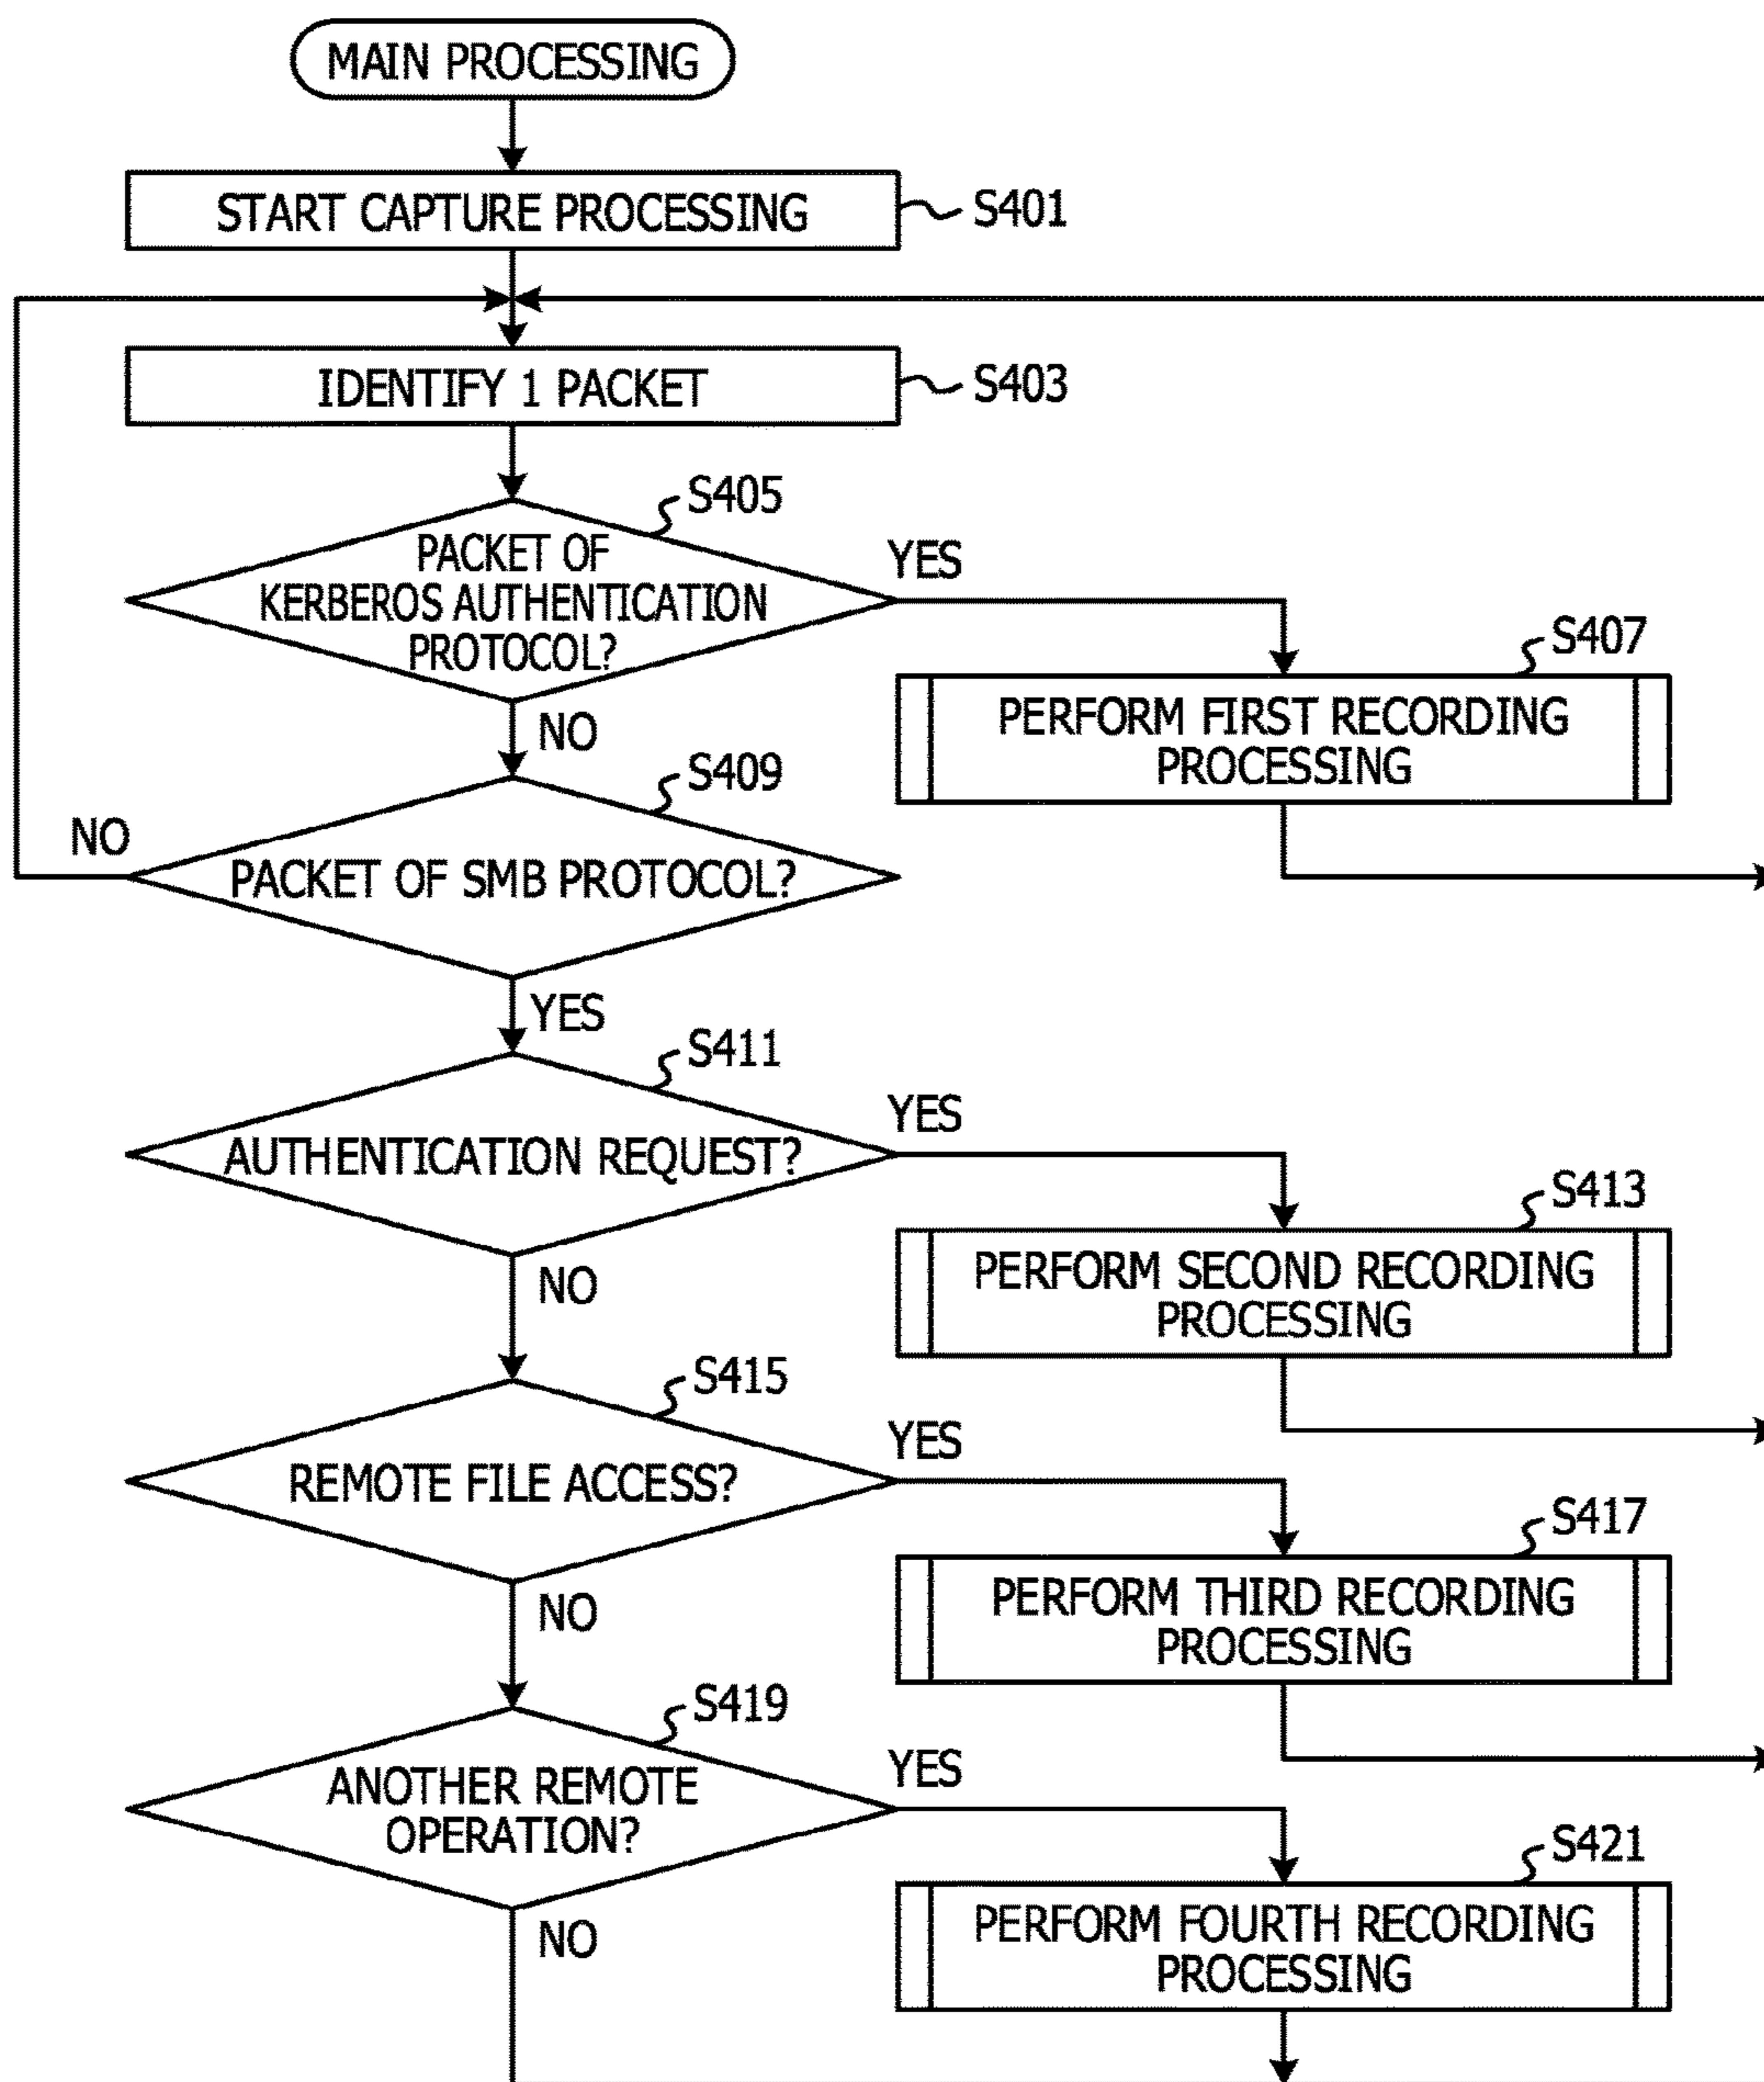 MAIN PROCESSING
START CAPTURE PROCESSING
S401
IDENTIFY 1 PACKET
S403
S405
PACKET OF
KERBEROS AUTHENTICATION
PROTOCOL?
YES
NO
S407
PERFORM FIRST RECORDING
PROCESSING
S409
PACKET OF SMB PROTOCOL?
NO
YES
S411
AUTHENTICATION REQUEST?
YES
NO
S413
PERFORM SECOND RECORDING
PROCESSING
S415
REMOTE FILE ACCESS?
YES
NO
S417
PERFORM THIRD RECORDING
PROCESSING
S419
ANOTHER REMOTE
OPERATION?
YES
NO
S421
PERFORM FOURTH RECORDING
PROCESSING